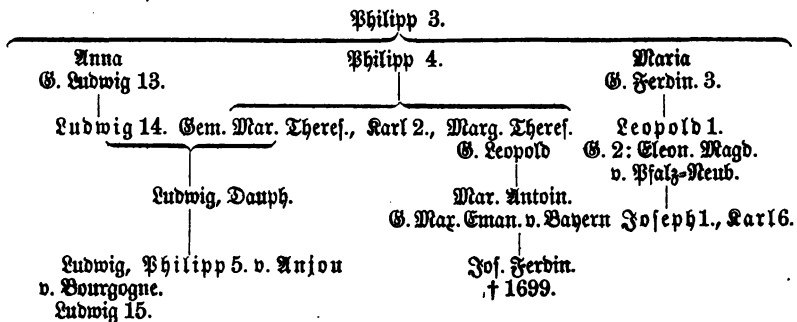 Philipp 3.
Anna Philipp 4. Maria
G. Ludwig 13. G. Ferdin. 3.
Ludwig 14. Gem. Mar. Theres., Karl 2., Marg. Theres. Leopold 1.
G. Leopold G. 2: Eleon. Magd.
v. Pfalz-Neub.
Ludwig, Dauph. Mar. Antoin.
G. Max. Eman. v. Bayern Joseph 1., Karl 6.
Ludwig, Philipp 5. v. Anjou Jos. Ferdin.
v. Bourgogne. † 1699.
Ludwig 15.